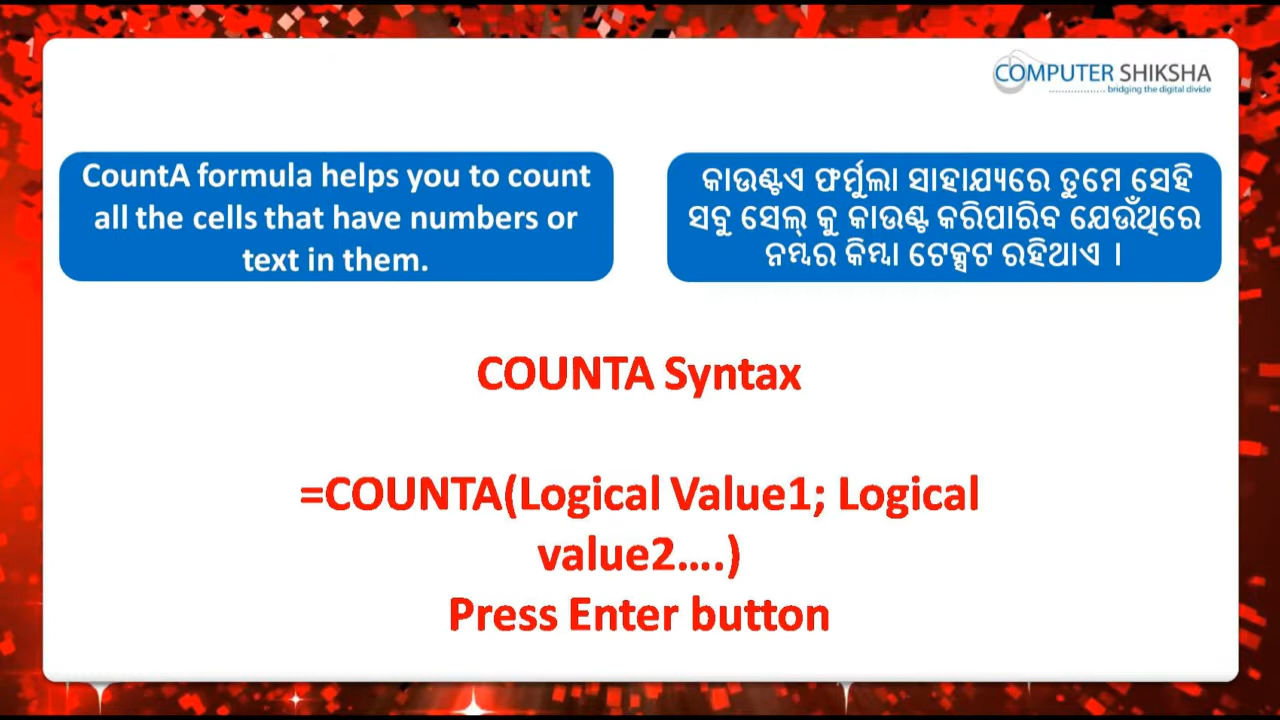 COMPUTER SHIKSHA
bridging the digital divide
CountA formula helps you to count
all the cells that have numbers or
text in them.
କାଉଣ୍ଟଏ ଫର୍ମୁଲା ସାହାଯ୍ୟରେ ତୁମେ ସେହି
ସବୁ ସେଲ୍ କୁ କାଉଣ୍ଟ କରିପାରିବ ଯେଉଁଥିରେ
ନମ୍ବର କିମ୍ବା ଟେକ୍ସଟ ରହିଥାଏ ।
COUNTA Syntax
=COUNTA(Logical Value1; Logical
value2....)
Press Enter button